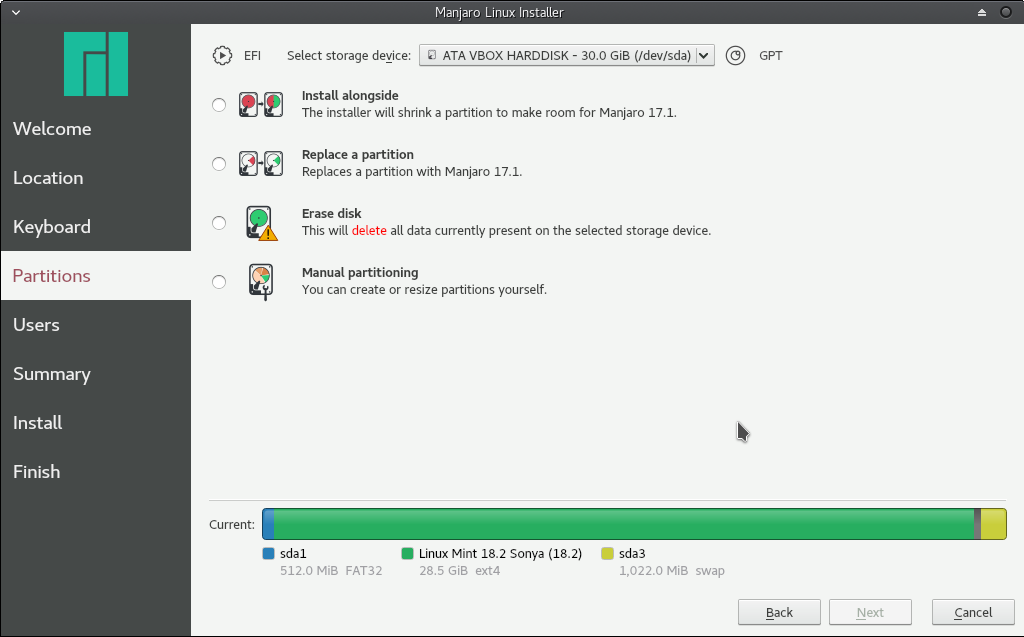 Manjaro Linux Installer
Welcome
Location
Keyboard
Partitions
Users
Summary
Install
Finish
EFI Select storage device: ATA VBOX HARDDISK - 30.0 GiB (/dev/sda) GPT
Install alongside
The installer will shrink a partition to make room for Manjaro 17.1.
Replace a partition
Replaces a partition with Manjaro 17.1.
Erase disk
This will delete all data currently present on the selected storage device.
Manual partitioning
You can create or resize partitions yourself.
Current:
sda1 Linux Mint 18.2 Sonya (18.2) sda3
512.0 MiB FAT32 28.5 GiB ext4 1,022.0 MiB swap
Back Next Cancel